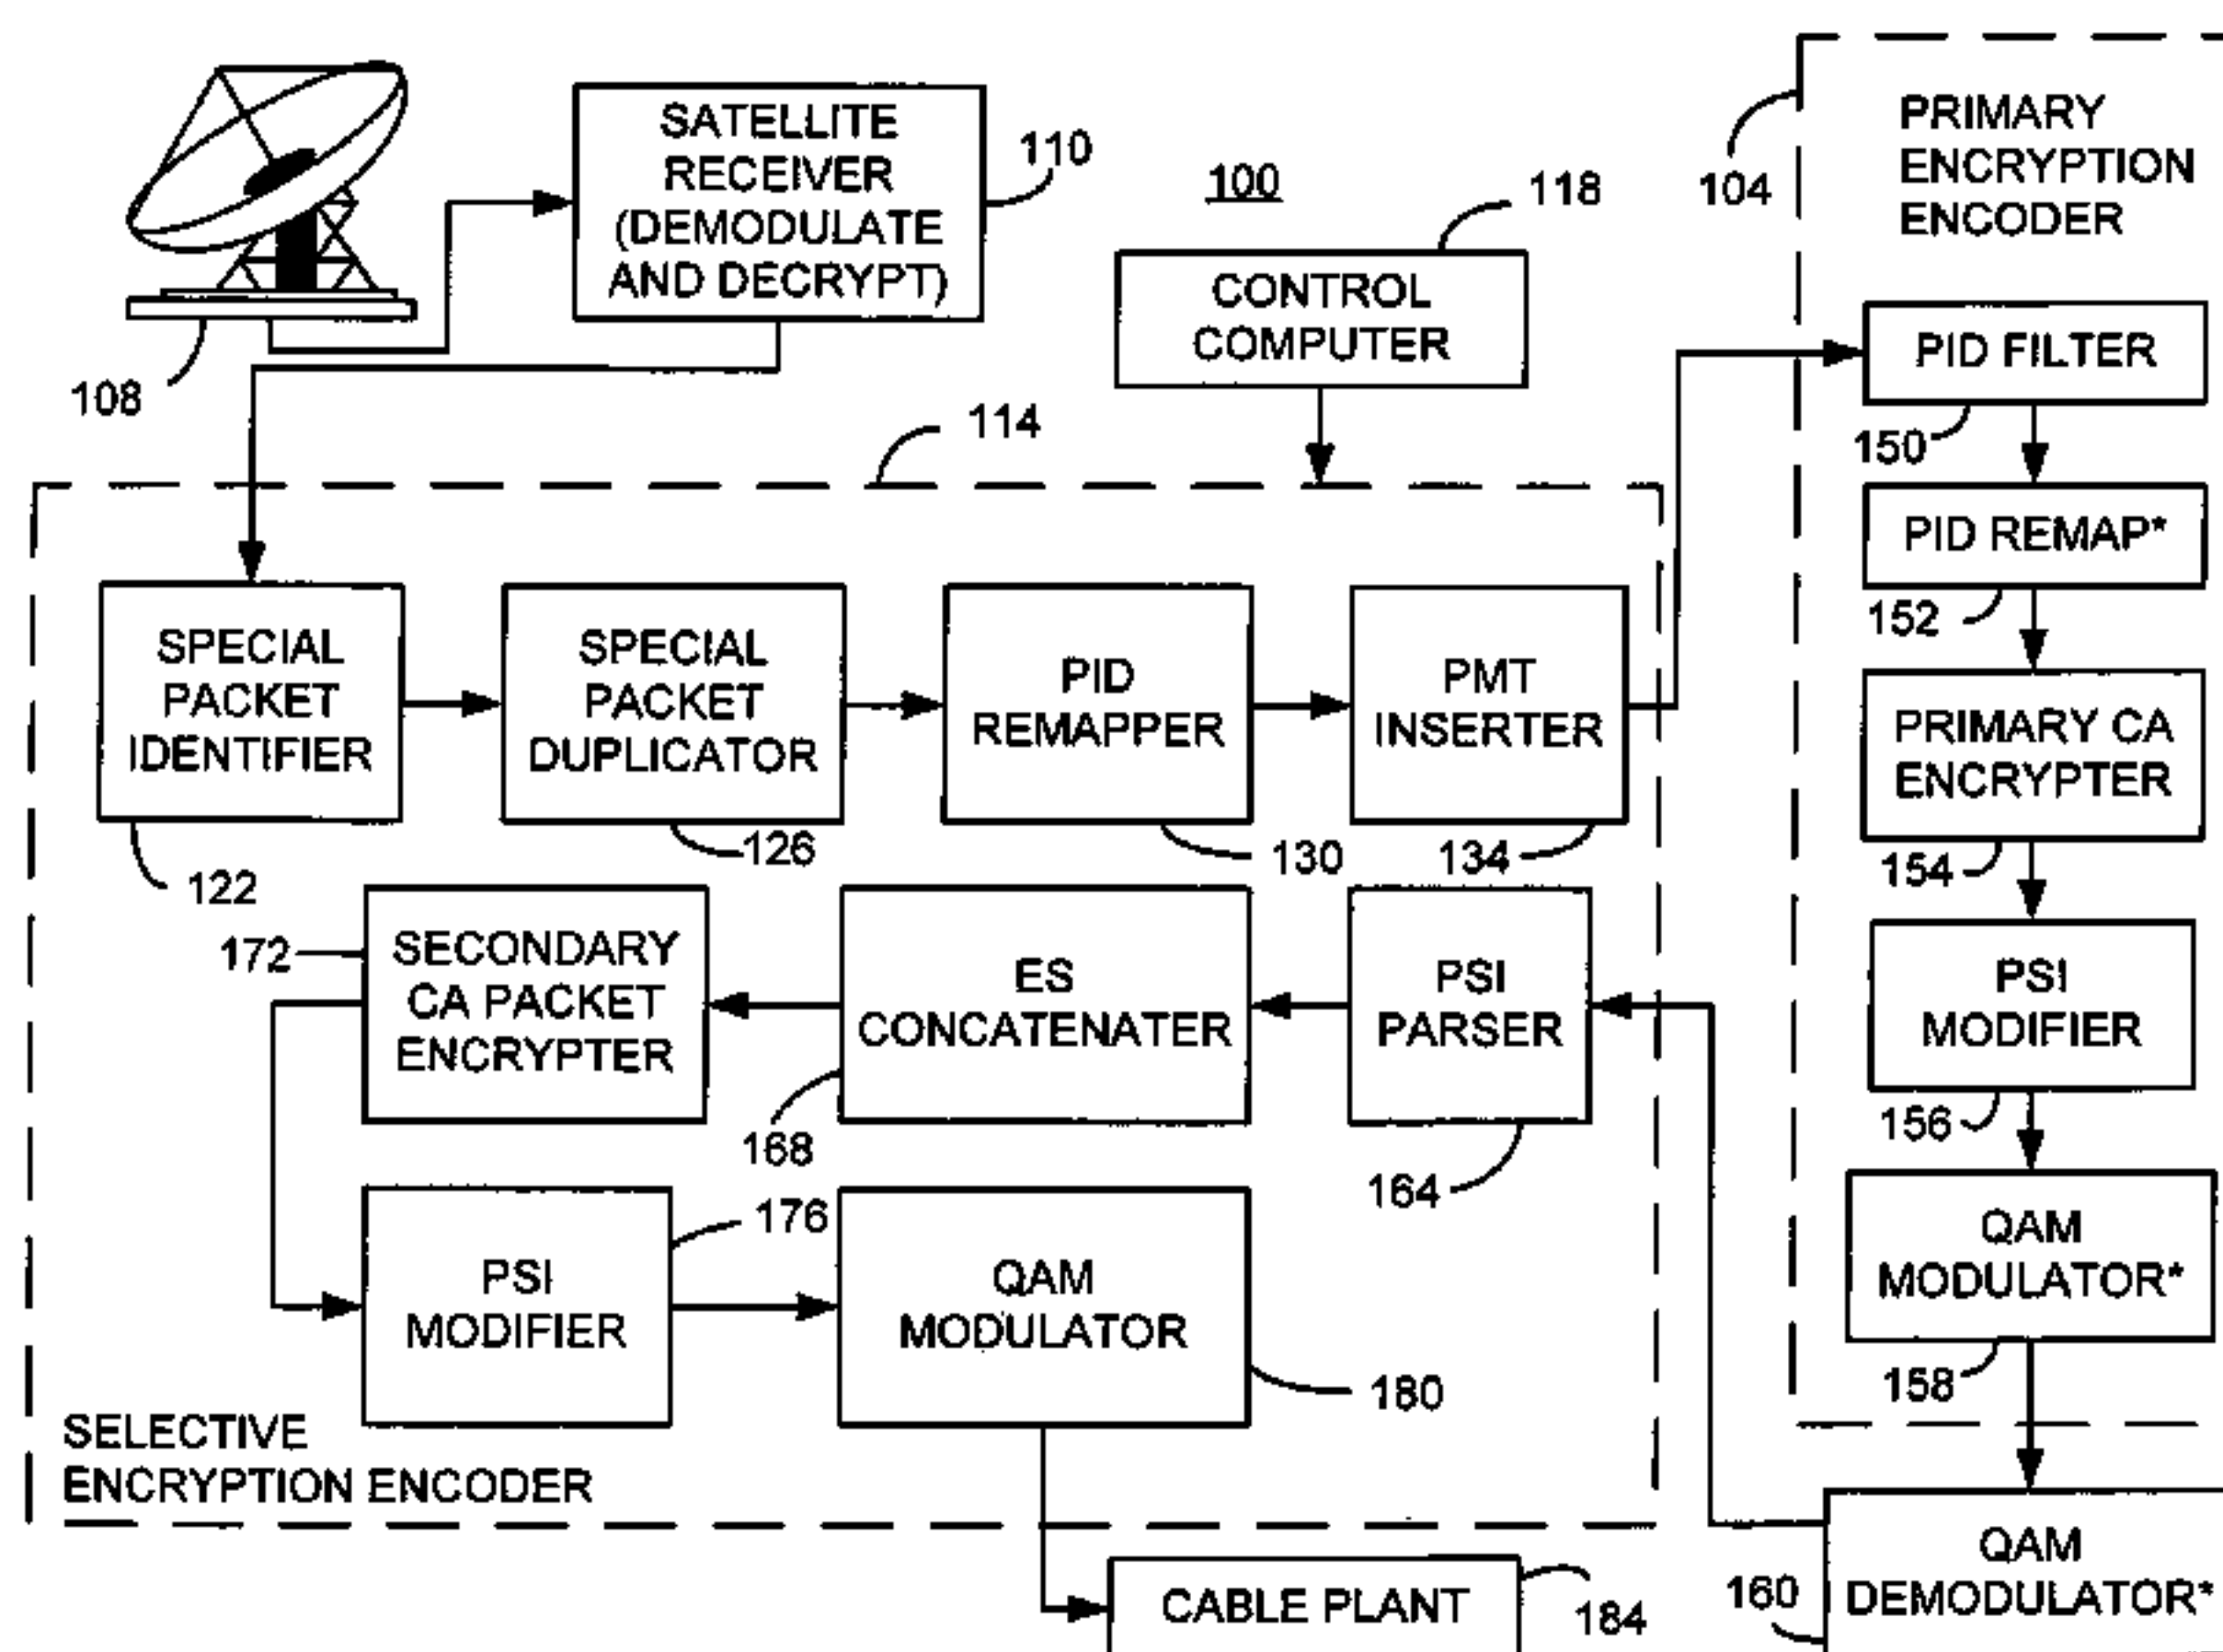 SATELLITE
RECEIVER
(DEMODULATE
AND DECRYPT)
110
108
100
118
CONTROL
COMPUTER
104
PRIMARY
ENCRYPTION
ENCODER
PID FILTER
150
PID REMAP*
152
PRIMARY CA
ENCRYPTER
154
PSI
MODIFIER
156
QAM
MODULATOR*
158
QAM
DEMODULATOR*
160
114
SPECIAL
PACKET
IDENTIFIER
122
SPECIAL
PACKET
DUPLICATOR
126
PID
REMAPPER
130
PMT
INSERTER
134
172
SECONDARY
CA PACKET
ENCRYPTER
ES
CONCATENATER
168
PSI
PARSER
164
PSI
MODIFIER
176
QAM
MODULATOR
180
SELECTIVE
ENCRYPTION ENCODER
CABLE PLANT
184